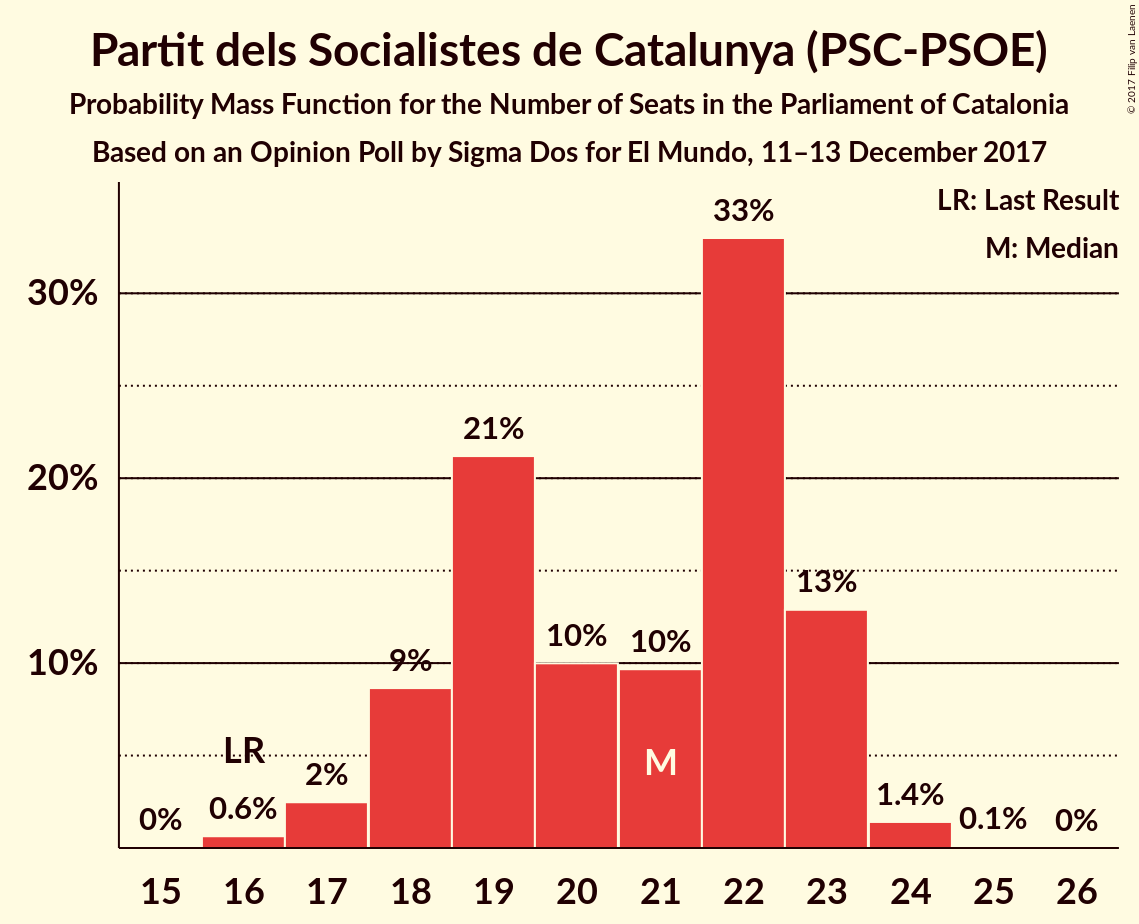 Partit dels Socialistes de Catalunya (PSC-PSOE)
Probability Mass Function for the Number of Seats in the Parliament of Catalonia
Based on an Opinion Poll by Sigma Dos for El Mundo, 11–13 December 2017
© 2017 Filip van Laenen
LR: Last Result
M: Median
33%
30%
21%
20%
13%
10% 10%
10%
9%
LR
M
2%
1.4%
0.6%
0%
0.1%
0%
15 16 17 18 19 20 21 22 23 24 25 26